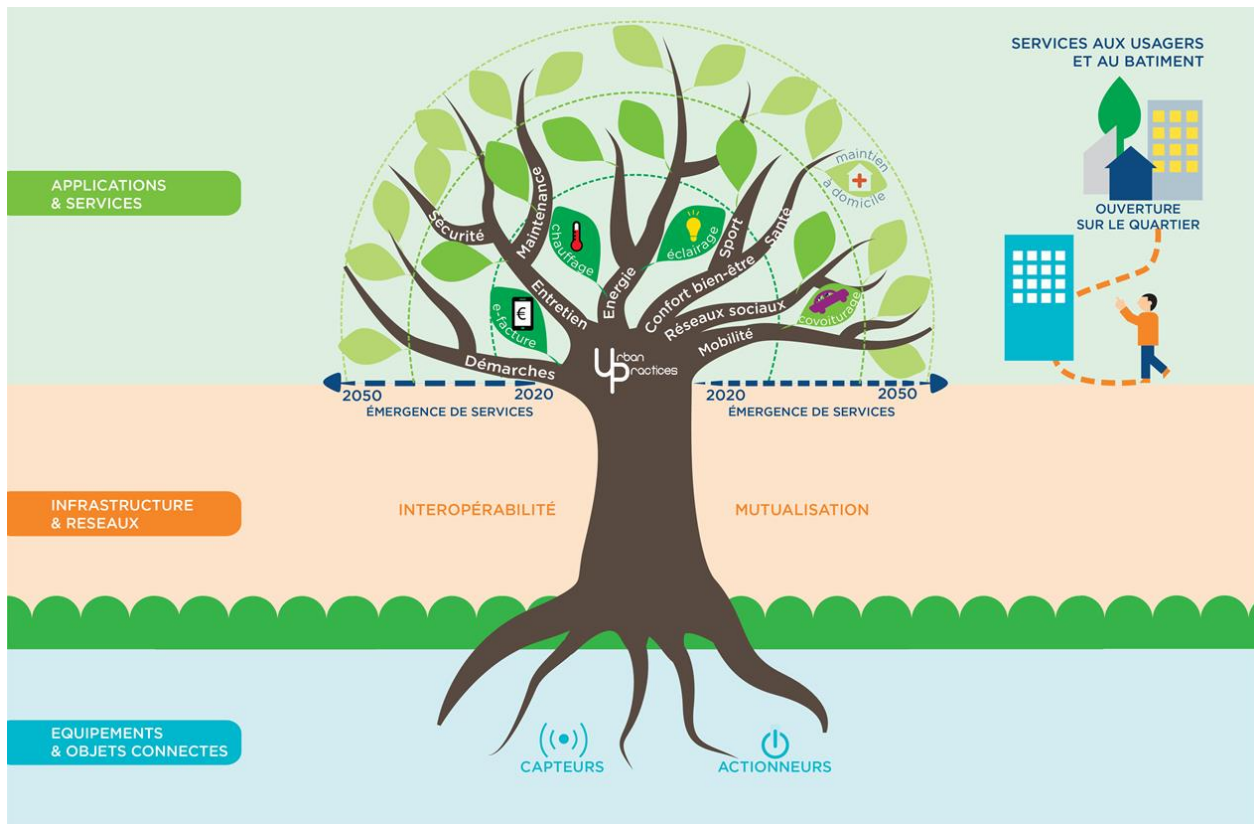 SERVICES AUX USAGERS
ET AU BATIMENT
OUVERTURE
SUR LE QUARTIER
APPLICATIONS
& SERVICES
Sécurité
Maintenance
chauffage
e-facture
€
Entretien
Démarches
Energie
éclairage
Sport
Santé
Confort bien-être
Réseaux sociaux
Mobilité
covoiturage
maintien
à domicile
Urban
Practices
2050
2020
ÉMERGENCE DE SERVICES
2020
2050
ÉMERGENCE DE SERVICES
INFRASTRUCTURE
& RESEAUX
INTEROPÉRABILITÉ
MUTUALISATION
EQUIPEMENTS
& OBJETS CONNECTES
CAPTEURS
ACTIONNEURS